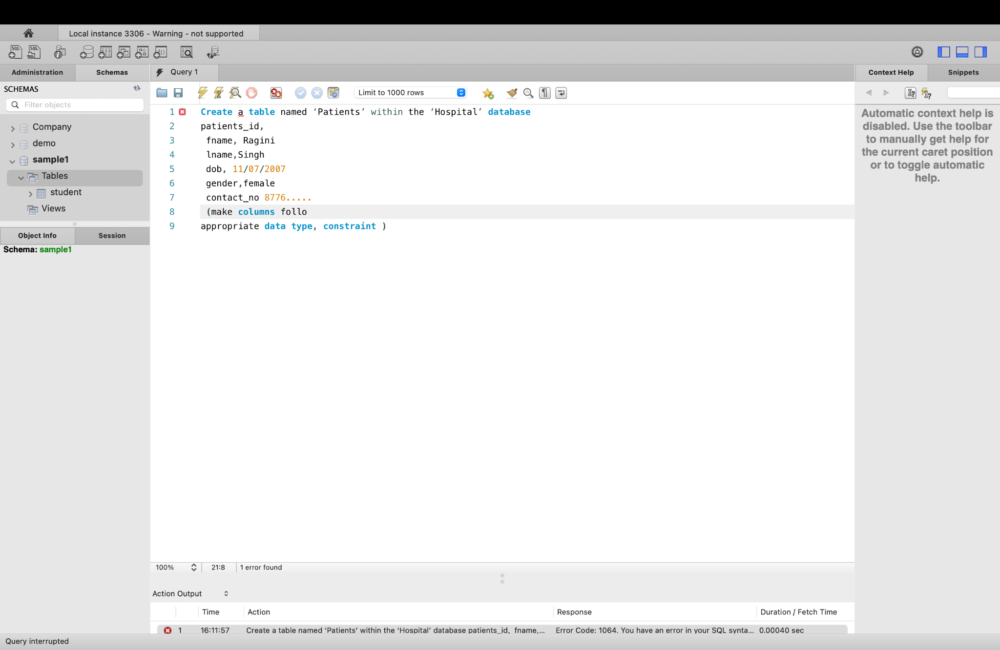 Local instance 3306 - Warning - not supported
SQL SQL
Administration Schemas Query 1 Context Help Snippets
SCHEMAS
Limit to 1000 rows
Filter objects
1 Create a table named ‘Patients’ within the ‘Hospital’ database
2 patients_id,
3 fname, Ragini
4 lname,Singh
5 dob, 11/07/2007
6 gender,female
7 contact_no 8776.....
8 (make columns follo
9 appropriate data type, constraint )
Company
demo
sample1
Tables
student
Views
Object Info Session
Schema: sample1
Automatic context help is
disabled. Use the toolbar
to manually get help for
the current caret position
or to toggle automatic
help.
100% 21:8 1 error found
Action Output
Time Action Response Duration / Fetch Time
1 16:11:57 Create a table named ‘Patients’ within the ‘Hospital’ database patients_id, fname,... Error Code: 1064. You have an error in your SQL synta... 0.00040 sec
Query interrupted